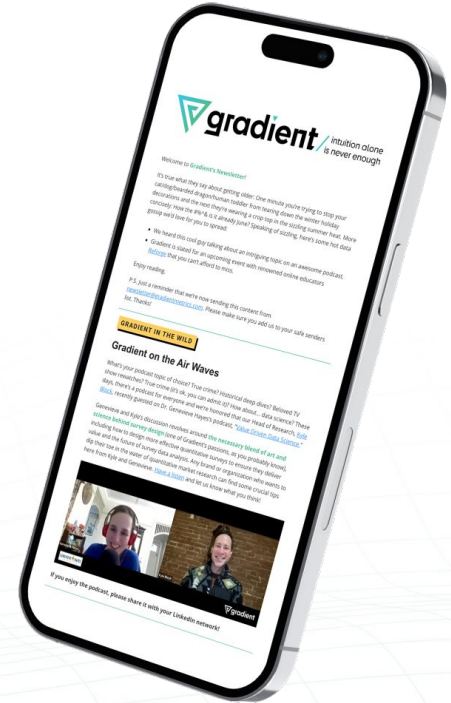 gradient / intuition alone
is never enough
Welcome to Gradient's Newsletter!
It's true what they say about getting older: One minute you're trying to stop your
cat/dog/bearded dragon/human toddler from tearing down the winter holiday
decorations and the next they're wearing a crop top in the sizzling summer heat. More
concisely: How the #%^& is it already June? Speaking of sizzling, here's some hot data
gossip we'd love for you to spread:
• We heard this cool guy talking an intriguing topic on an awesome podcast.
• Gradient is slated for an upcoming event with renowned online educators
Reforge that you can't afford to miss.
Enjoy reading,
P.S. Just a reminder that we're now sending this content from
newsletter@gradientmetrics.com. Please make sure you add us to your safe senders
list. Thanks!
GRADIENT IN THE WILD
Gradient on the Air Waves
What's your podcast topic of choice? True crime? Historical deep dives? Beloved TV
show rewatches? True crime (it's ok, you can admit it)? How about... data science? These
days, there's a podcast for everyone and we're honored that our Head of Research, Kyle
Block, recently guested on Dr. Genevieve Hayes's podcast, "Value Driven Data Science."
Genevieve and Kyle's discussion revolves around the necessary blend of art and
science behind survey design (one of Gradient's passions, as you probably know),
including how to design more effective quantitative surveys to ensure they deliver
value and the future of survey data analysis. Any brand or organization who wants to
dip their toe in the water of quantitative market research can find some crucial tips
here from Kyle and Genevieve. Have a listen and let us know what you think!
gradient
If you enjoy the podcast, please share it with your LinkedIn network!